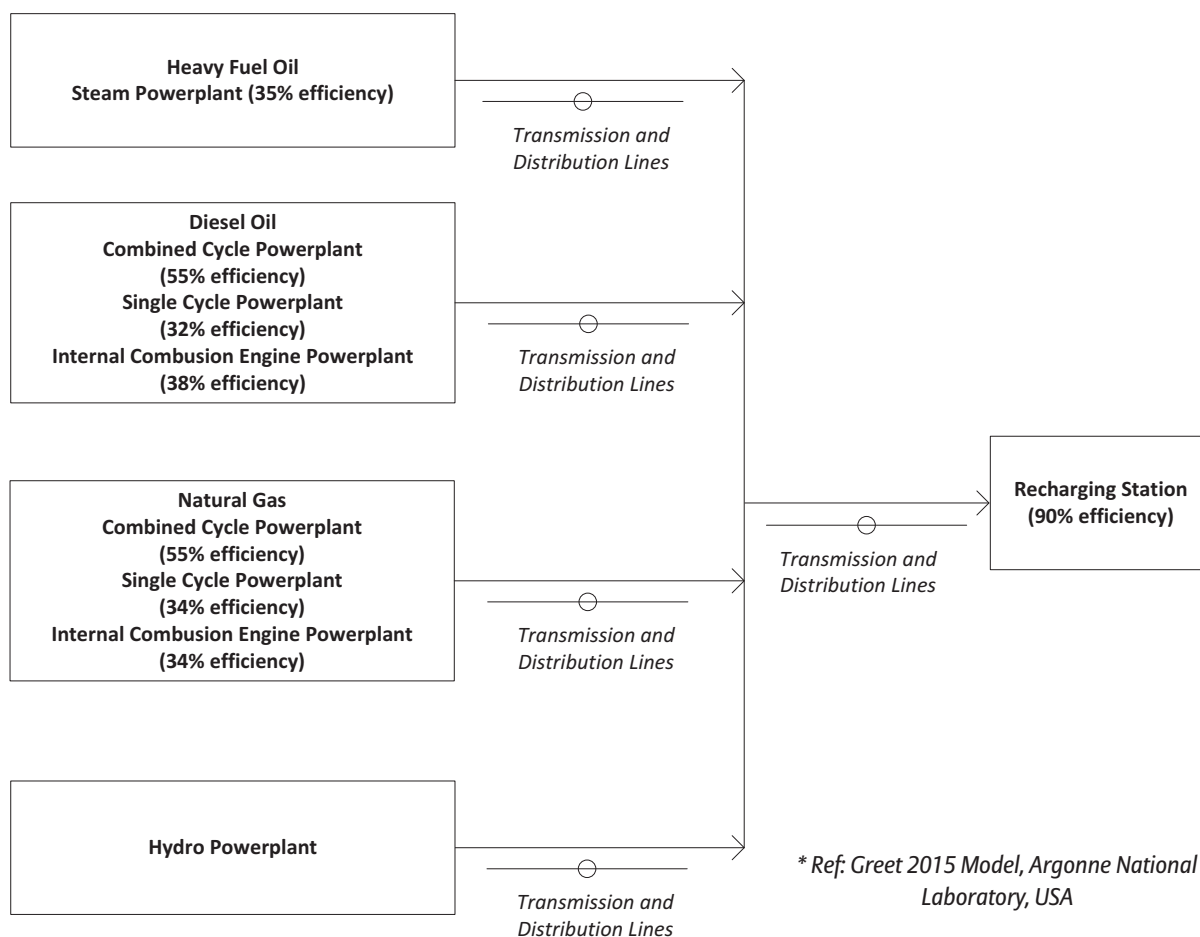 Heavy Fuel Oil
Steam Powerplant (35% efficiency)
Transmission and
Distribution Lines
Diesel Oil
Combined Cycle Powerplant
(55% efficiency)
Single Cycle Powerplant
(32% efficiency)
Internal Combusion Engine Powerplant
(38% efficiency)
Transmission and
Distribution Lines
Natural Gas
Combined Cycle Powerplant
(55% efficiency)
Single Cycle Powerplant
(34% efficiency)
Internal Combusion Engine Powerplant
(34% efficiency)
Transmission and
Distribution Lines
Hydro Powerplant
Transmission and
Distribution Lines
Transmission and
Distribution Lines
Recharging Station
(90% efficiency)
* Ref: Greet 2015 Model, Argonne National
Laboratory, USA